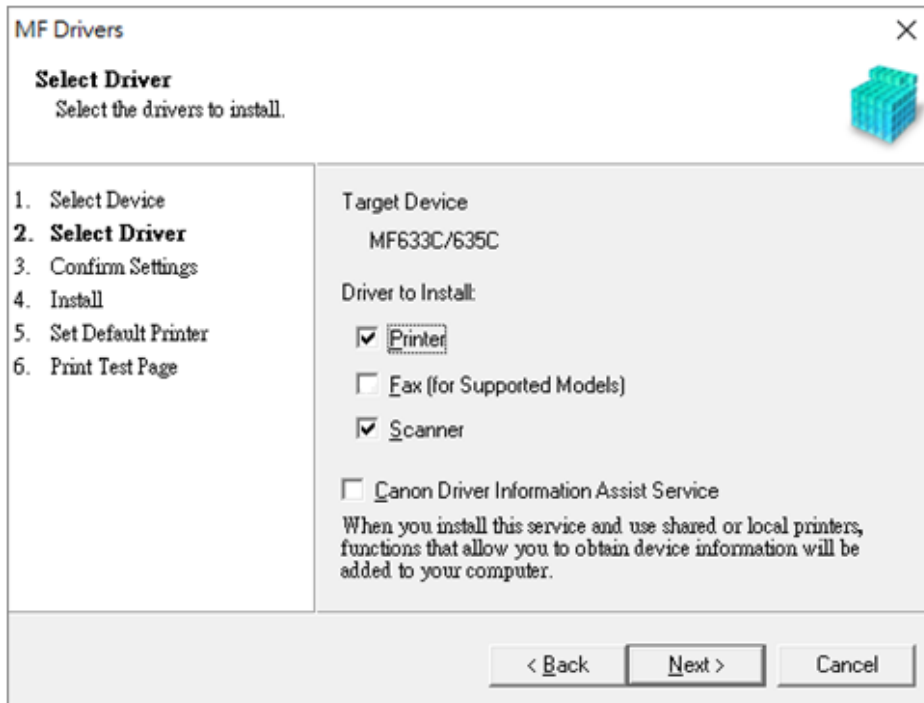 MF Drivers
Select Driver
Select the drivers to install.
1. Select Device
2. Select Driver
3. Confirm Settings
4. Install
5. Set Default Printer
6. Print Test Page
Target Device
MF633C/635C
Driver to Install:
Printer
Fax (for Supported Models)
Scanner
Canon Driver Information Assist Service
When you install this service and use shared or local printers,
functions that allow you to obtain device information will be
added to your computer.
< Back
Next >
Cancel